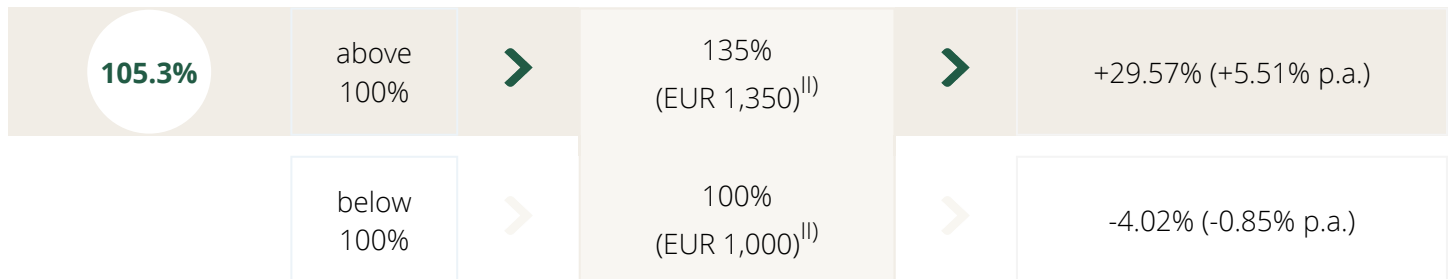 105.3%
above
100%
135%
(EUR 1,350)II)
+29.57% (+5.51% p.a.)
below
100%
100%
(EUR 1,000)II)
-4.02% (-0.85% p.a.)